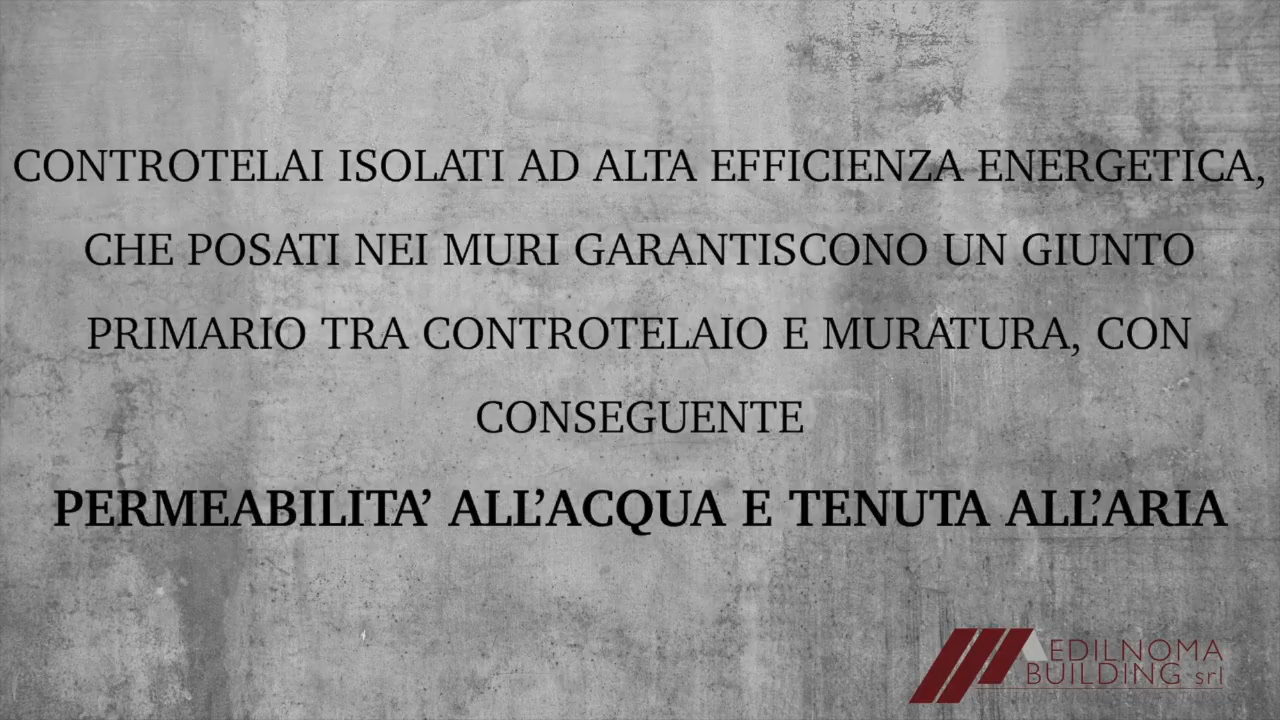 CONTROTELAI ISOLATI AD ALTA EFFICIENZA ENERGETICA,
CHE POSATI NEI MURI GARANTISCONO UN GIUNTO
PRIMARIO TRA CONTROTELAIO E MURATURA, CON
CONSEGUENTE
PERMEABILITA’ ALL’ACQUA E TENUTA ALL’ARIA
EDILNOMA
BUILDING srl